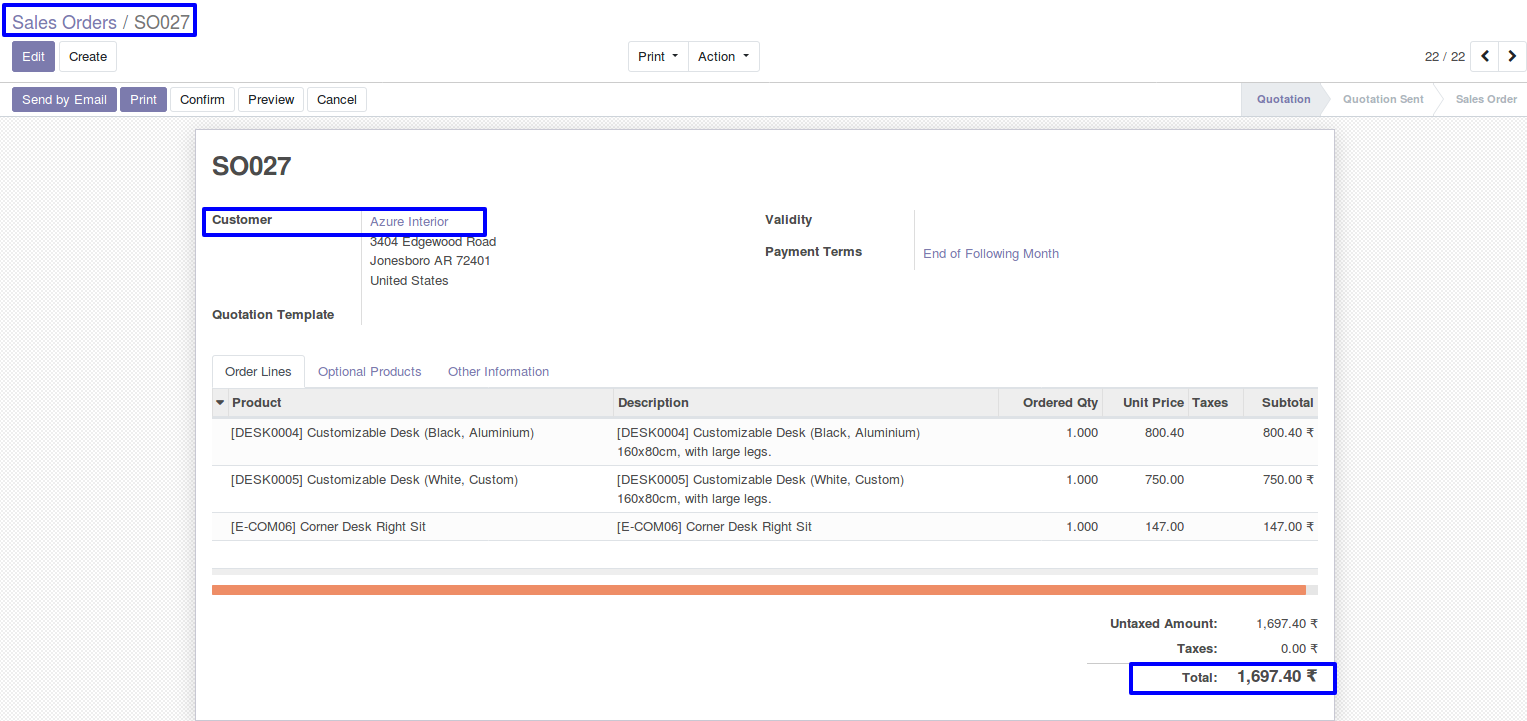 Sales Orders / SO027
Edit Create Print Action 22 / 22
Send by Email Print Confirm Preview Cancel Quotation Quotation Sent Sales Order
SO027
Customer Azure Interior Validity
3404 Edgewood Road
Payment Terms End of Following Month
Jonesboro AR 72401
United States
Quotation Template
Order Lines Optional Products Other Information
Product Description Ordered Qty Unit Price Taxes Subtotal
[DESK0004] Customizable Desk (Black, Aluminium) [DESK0004] Customizable Desk (Black, Aluminium) 1.000 800.40 800.40 ₹
160x80cm, with large legs.
[DESK0005] Customizable Desk (White, Custom) [DESK0005] Customizable Desk (White, Custom) 1.000 750.00 750.00 ₹
160x80cm, with large legs.
[E-COM06] Corner Desk Right Sit [E-COM06] Corner Desk Right Sit 1.000 147.00 147.00 ₹
Untaxed Amount: 1,697.40 ₹
Taxes: 0.00 ₹
Total: 1,697.40 ₹